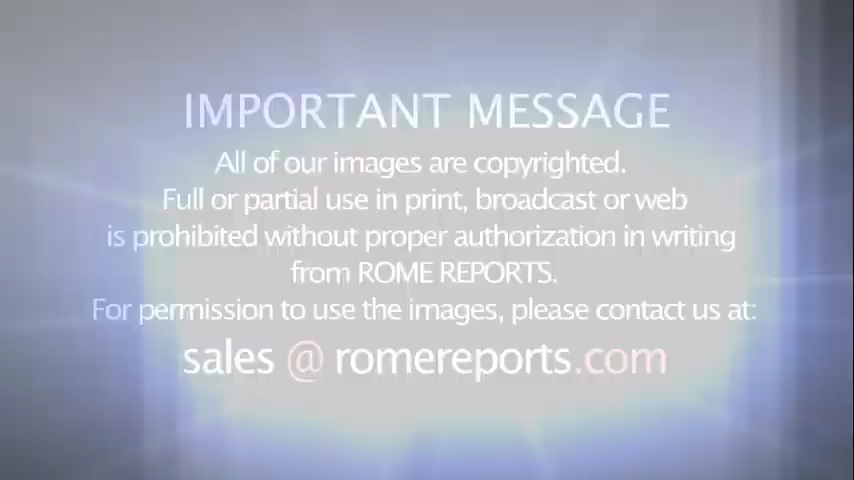 IMPORTANT MESSAGE
All of our images are copyrighted.
Full or partial use in print, broadcast or web
is prohibited without proper authorization in writing
from ROME REPORTS.
For permission to use the images, please contact us at:
sales @ romereports.com